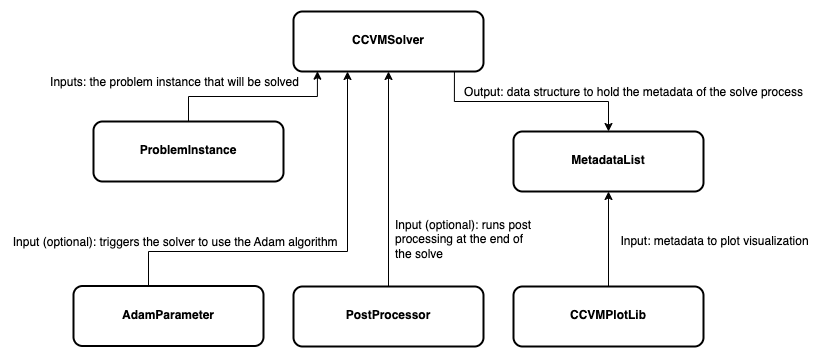 CCVMSolver
Inputs: the problem instance that will be solved
Output: data structure to hold the metadata of the solve process
ProblemInstance
MetadataList
Input (optional): triggers the solver to use the Adam algorithm
Input (optional): runs post
processing at the end of
the solve
Input: metadata to plot visualization
AdamParameter
PostProcessor
CCVMPlotLib